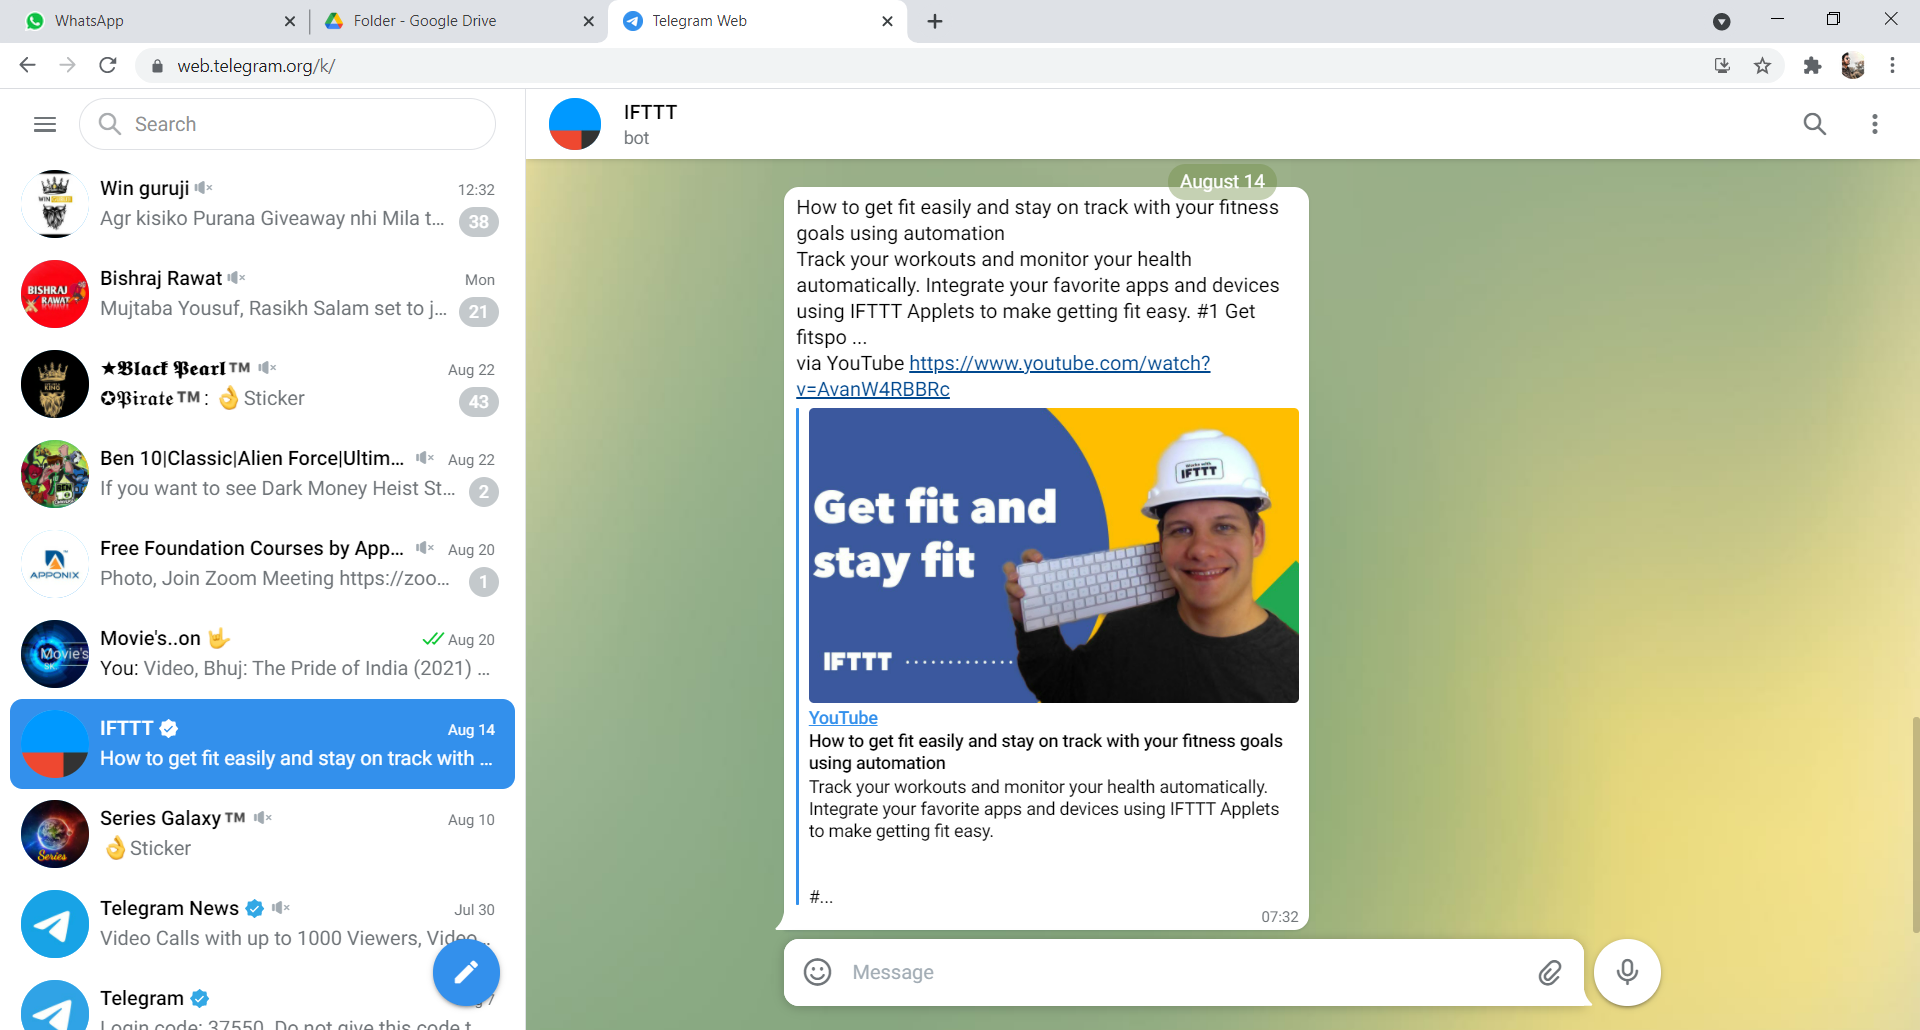 WhatsApp
Folder - Google Drive
Telegram Web
web.telegram.org/k/
Search
Win guruji
12:32
Agr kisiko Purana Giveaway nhi Mila t...
38
Bishraj Rawat
Mon
BISHRAJ
RAWAT
Mujtaba Yousuf, Rasikh Salam set to j...
21
★𝕭𝖑𝖆𝖈𝖐 𝕻𝖊𝖆𝖗𝖑™
Aug 22
KING
✪𝕻𝖎𝖗𝖆𝖙𝖊™: 👌Sticker
43
Ben 10|Classic|Alien Force|Ultim...
Aug 22
BEN
If you want to see Dark Money Heist St...
2
Free Foundation Courses by App...
Aug 20
APPONIX
Photo, Join Zoom Meeting https://zoo...
1
Movie's..on 🤟
Aug 20
Movie's
SK
You: Video, Bhuj: The Pride of India (2021) ...
IFTTT
Aug 14
How to get fit easily and stay on track with ...
Series Galaxy™
Aug 10
Series
👌Sticker
Telegram News
Jul 30
Video Calls with up to 1000 Viewers, Video...
Telegram
7
Login code: 37550. Do not give this code t...
IFTTT
bot
August 14
How to get fit easily and stay on track with your fitness
goals using automation
Track your workouts and monitor your health
automatically. Integrate your favorite apps and devices
using IFTTT Applets to make getting fit easy. #1 Get
fitspo ...
via YouTube https://www.youtube.com/watch?
v=AvanW4RBBRc
Works with
IFTTT
Get fit and
stay fit
IFTTT
YouTube
How to get fit easily and stay on track with your fitness goals
using automation
Track your workouts and monitor your health automatically.
Integrate your favorite apps and devices using IFTTT Applets
to make getting fit easy.
#...
07:32
Message